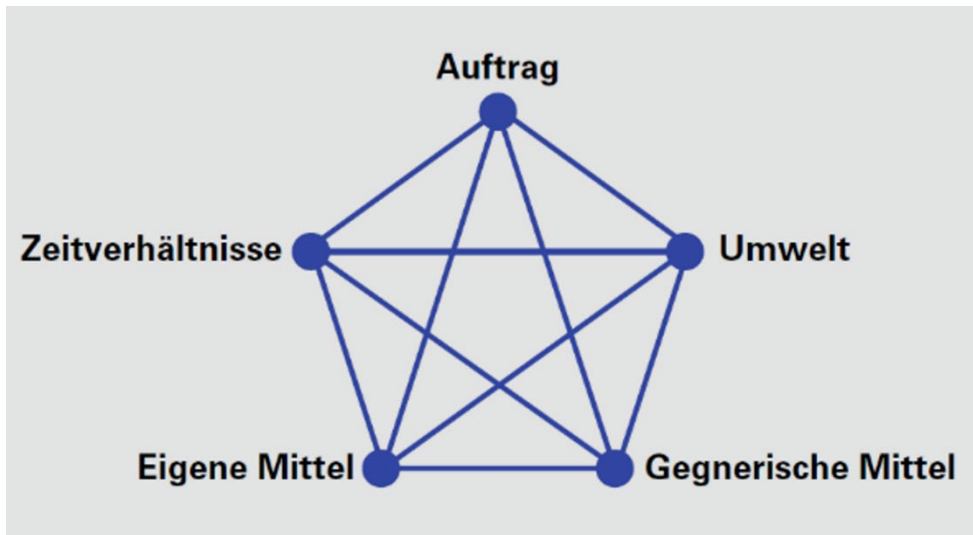 Auftrag
Zeitverhältnisse
Umwelt
Eigene Mittel
Gegnerische Mittel